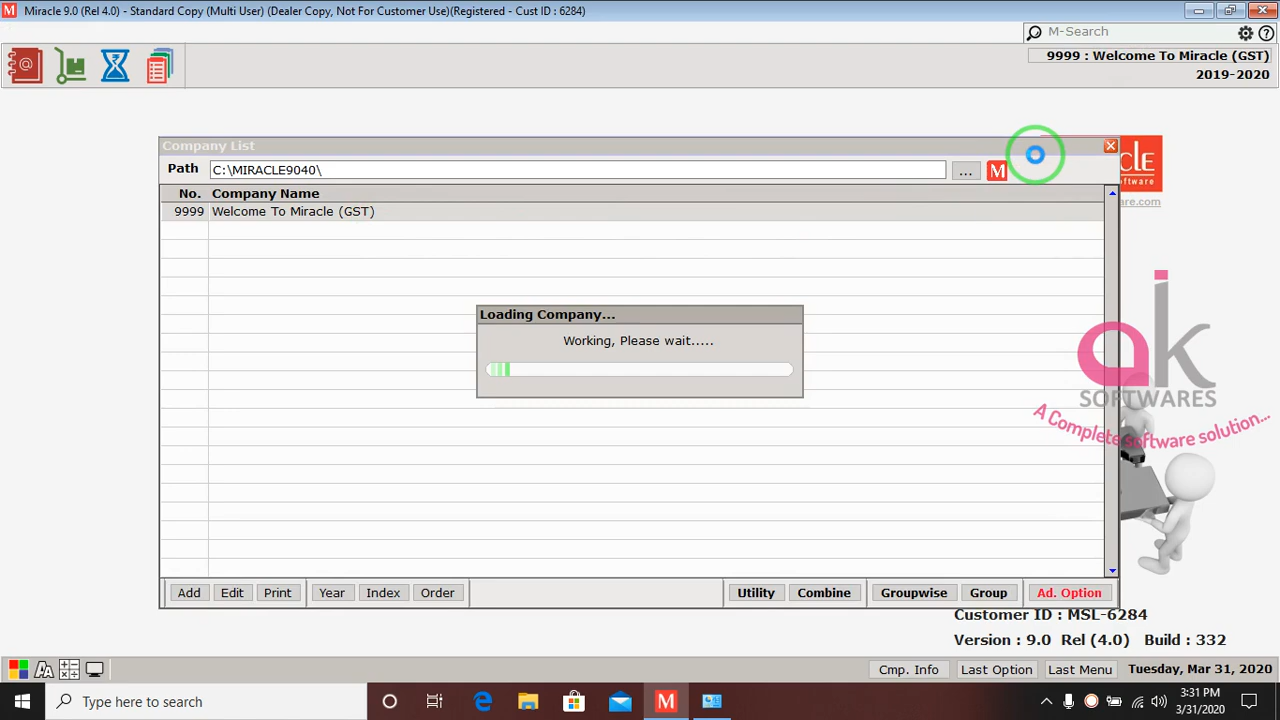 Miracle 9.0 (Rel 4.0) - Standard Copy (Multi User) (Dealer Copy, Not For Customer Use)(Registered - Cust ID : 6284)
M-Search
9999 : Welcome To Miracle (GST)
2019-2020
Company List
Path C:\MIRACLE9040\ ... M
No. Company Name
9999 Welcome To Miracle (GST)
Loading Company...
Working, Please wait.....
ak
SOFTWARES
A Complete software solution...
Add Edit Print Year Index Order Utility Combine Groupwise Group Ad. Option
Customer ID : MSL-6284
Version : 9.0 Rel (4.0) Build : 332
Cmp. Info Last Option Last Menu Tuesday, Mar 31, 2020
Type here to search
3:31 PM
3/31/2020